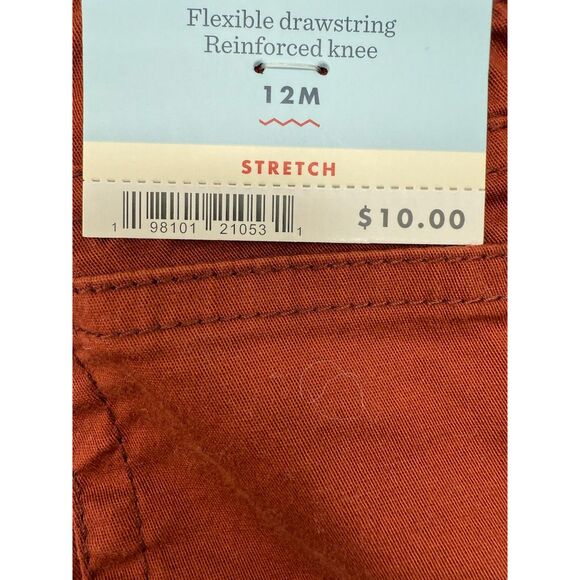 Flexible drawstring
Reinforced knee
12M
STRETCH
$10.00
1 98101 21053 1